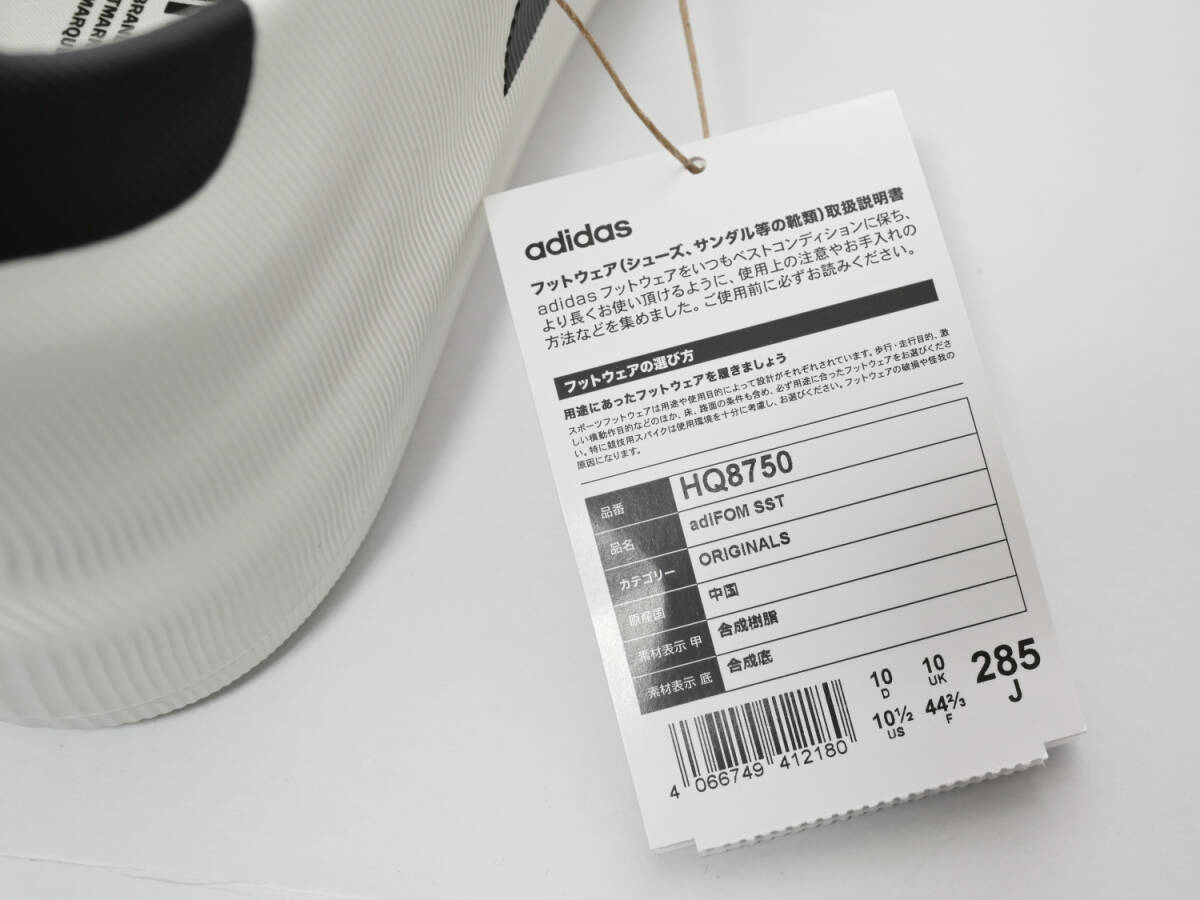 BRAN
TMAR
MARQU
adidas
フットウェア(シューズ、サンダル等の靴類)取扱説明書
adidas フットウェアをいつもベストコンディションに保ち、
より長くお使い頂けるように、使用上の注意やお手入れの
方法などを集めました。ご使用前に必ずお読みください。
フットウェアの選び方
用途にあったフットウェアを履きましょう
スポーツフットウェアは用途や使用目的によって設計がそれぞれされています。歩行・走行目的、激
しい横動作目的などのほか、床、路面の条件も含め、必ず用途に合ったフットウェアをお選びくださ
い。特に競技用スパイクは使用環境を十分に考慮し、お選びください。フットウェアの破損や怪我の
原因になります。
品番 HQ8750
品名 adiFOM SST
カテゴリー ORIGINALS
原産国 中国
素材表示 甲 合成樹脂
素材表示 底 合成底
10 D 10 UK 285 J
10½ US 44⅔ F
4 066749 412180